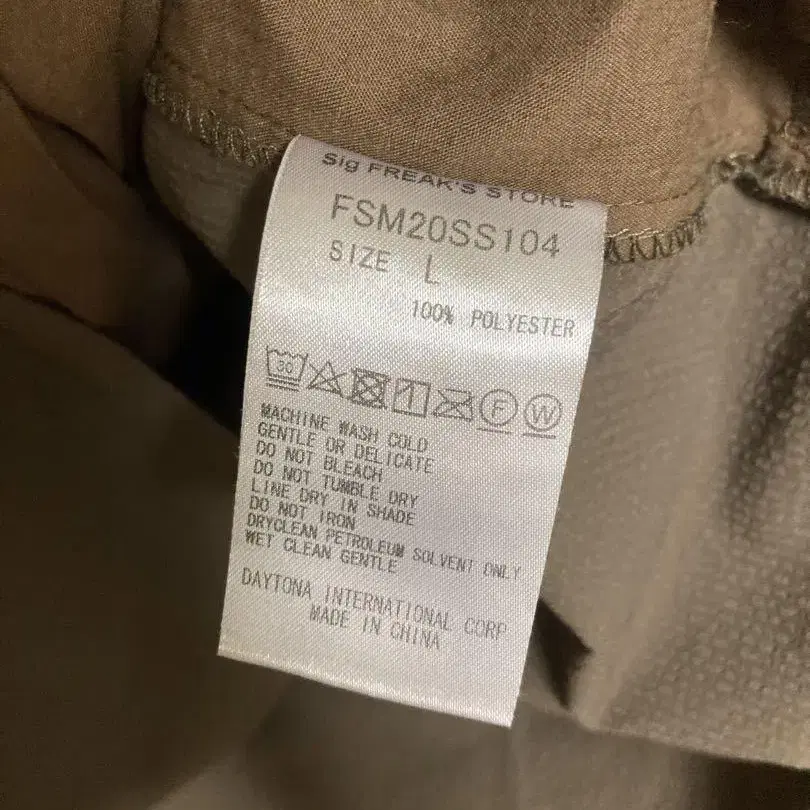 Sig FREAK'S STORE
FSM20SS104
SIZE L
100% POLYESTER
30 1 F W
MACHINE WASH COLD
GENTLE OR DELICATE
DO NOT BLEACH
DO NOT TUMBLE DRY
LINE DRY IN SHADE
DO NOT IRON
DRYCLEAN PETROLEUM SOLVENT ONLY
WET CLEAN GENTLE
DAYTONA INTERNATIONAL CORP
MADE IN CHINA